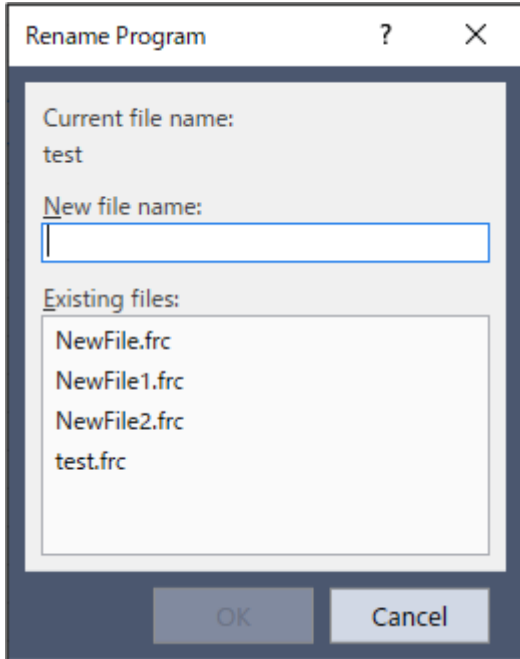 Rename Program
?
Current file name:
test
New file name:
Existing files:
NewFile.frc
NewFile1.frc
NewFile2.frc
test.frc
OK
Cancel